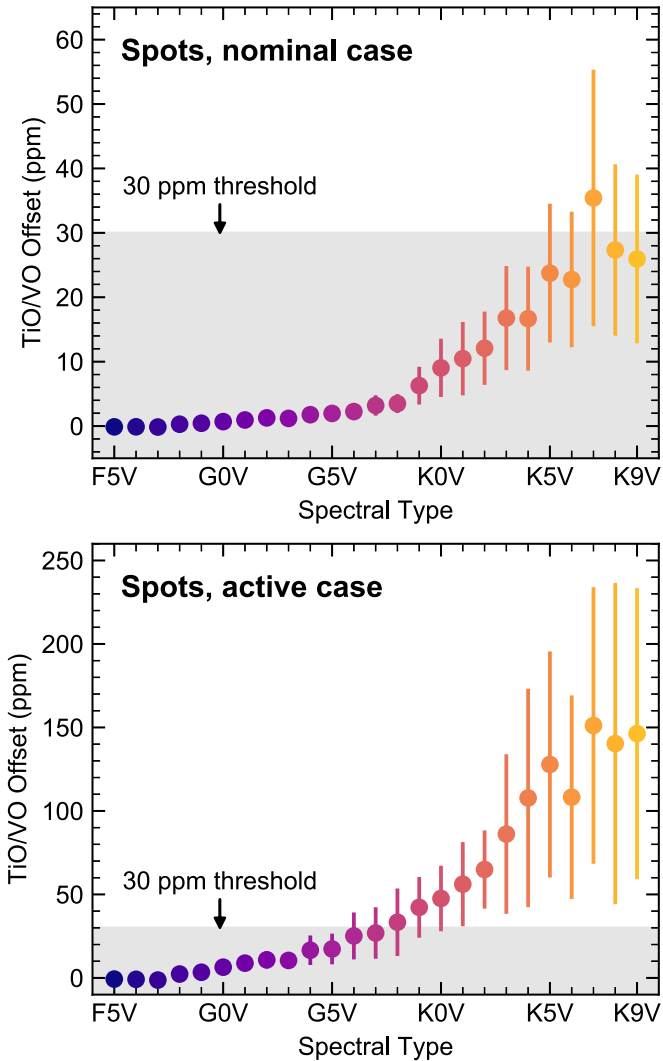 Spots, nominal case
60
50
40
30
20
10
0
TiO/VO Offset (ppm)
30 ppm threshold
F5V G0V G5V K0V K5V K9V
Spectral Type
Spots, active case
250
200
150
100
50
0
TiO/VO Offset (ppm)
30 ppm threshold
F5V G0V G5V K0V K5V K9V
Spectral Type